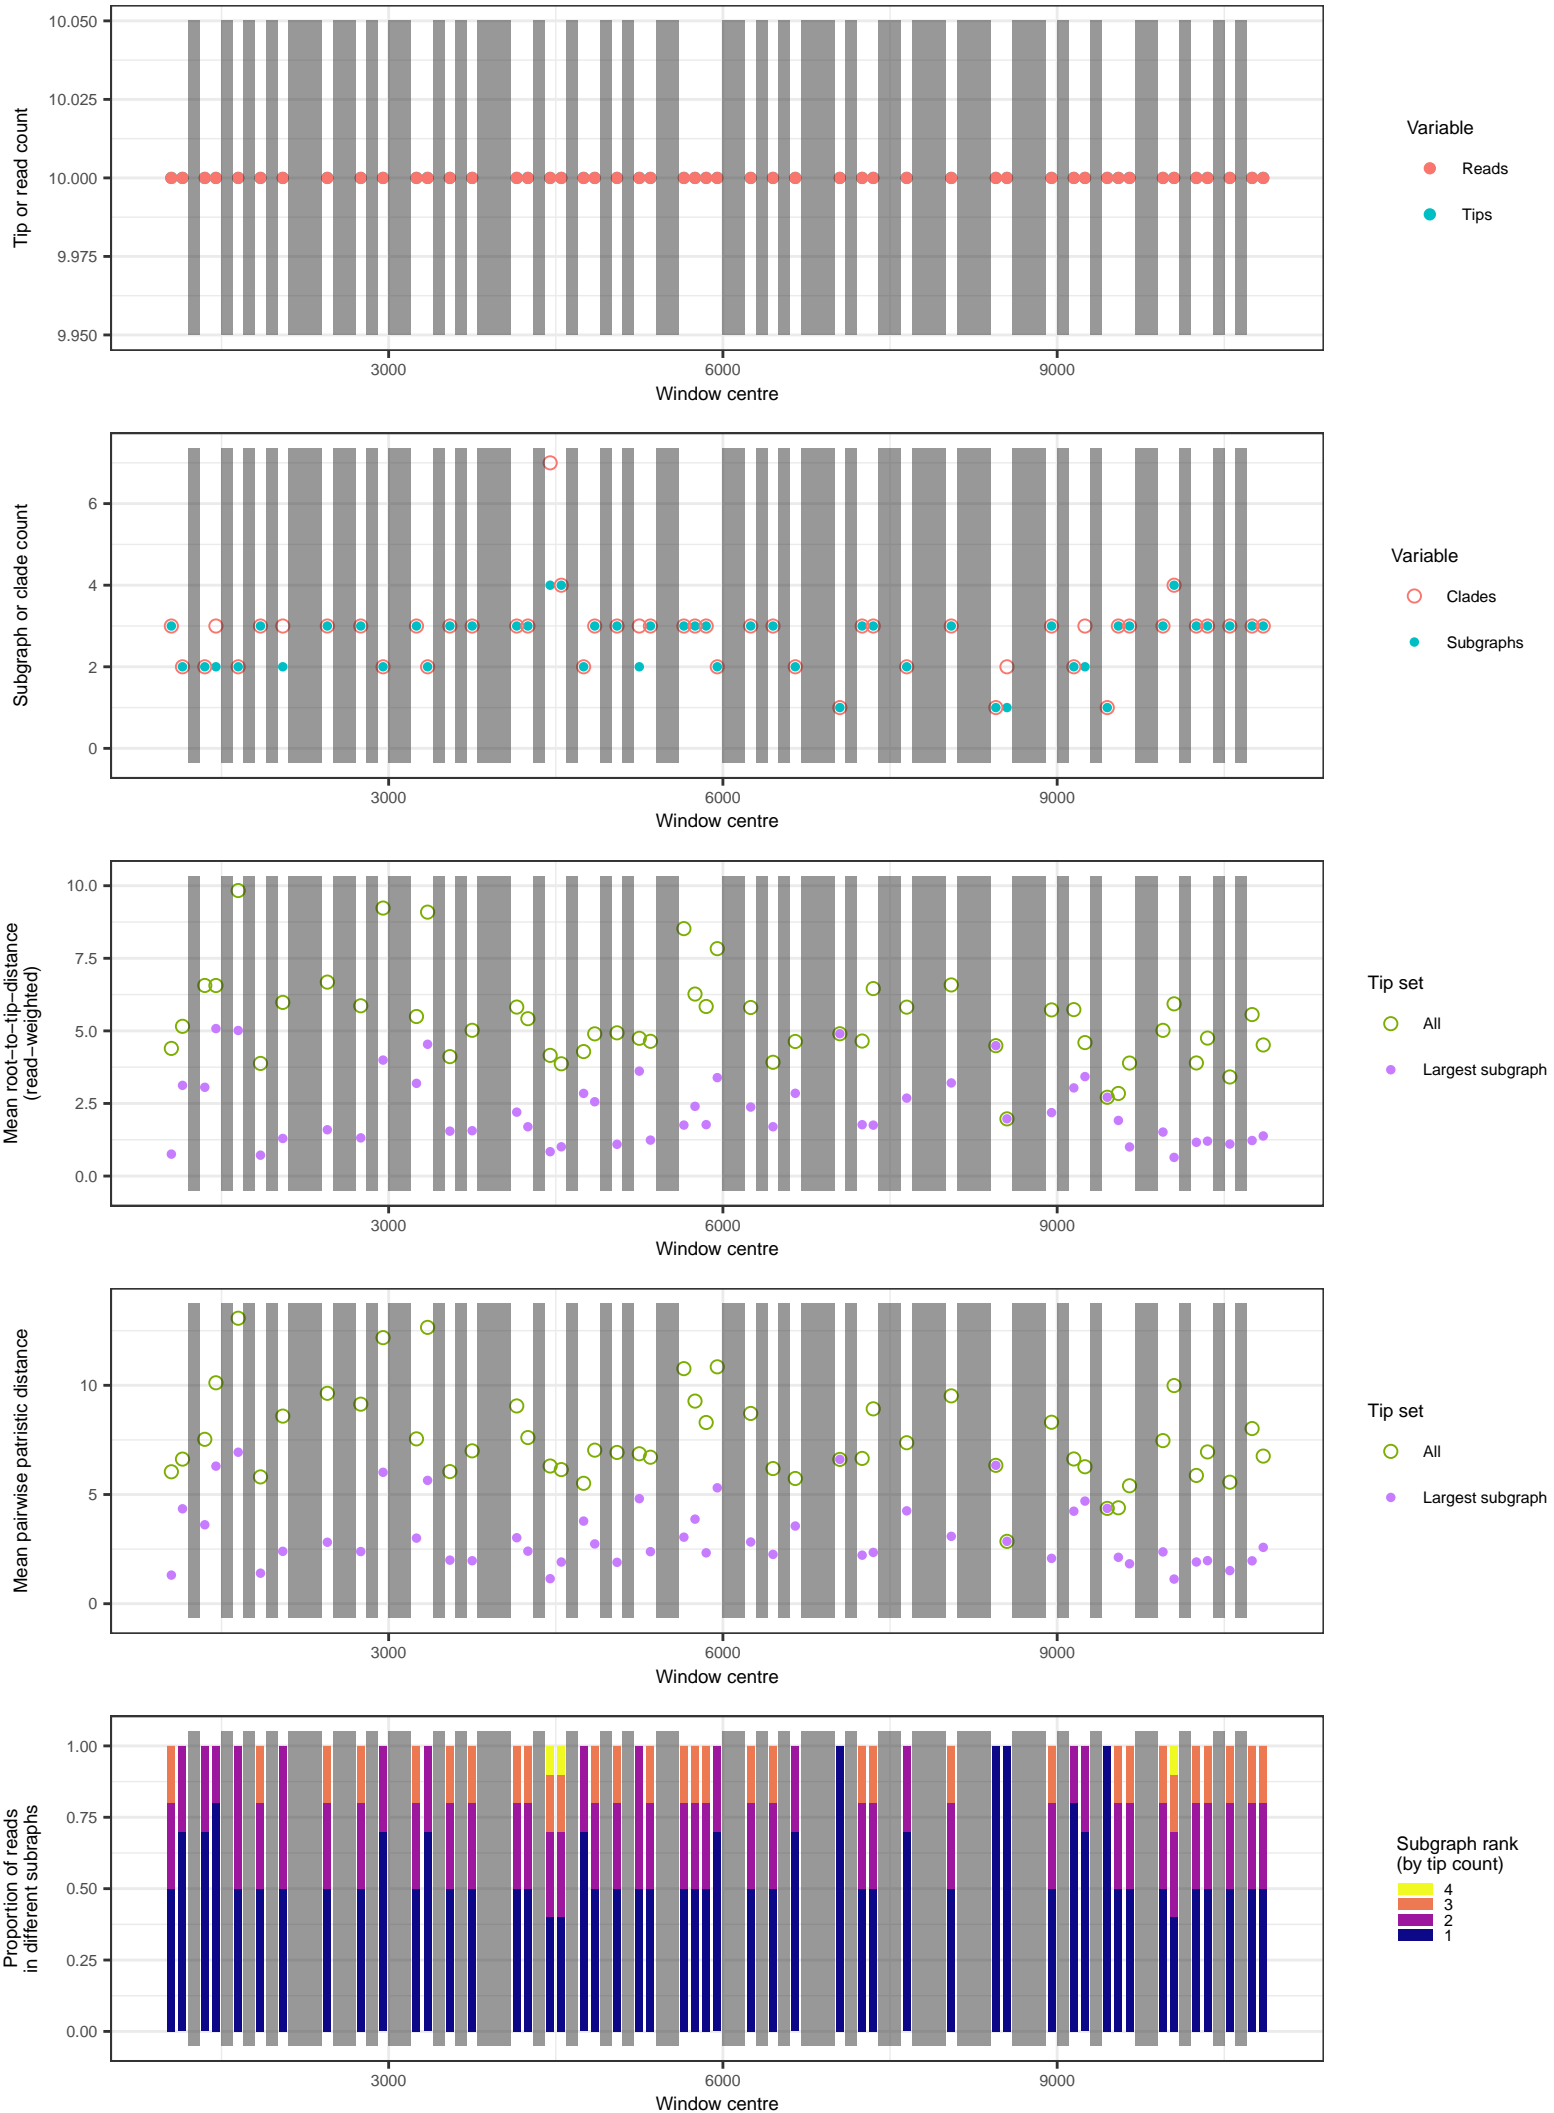 10.050
10.025
10.000
9.975
9.950
Tip or read count
3000
6000
9000
Window centre
Variable
Reads
Tips
6
4
2
0
Subgraph or clade count
3000
6000
9000
Window centre
Variable
Clades
Subgraphs
10.0
7.5
5.0
2.5
0.0
Mean root−to−tip−distance
(read−weighted)
3000
6000
9000
Window centre
Tip set
All
Largest subgraph
10
5
0
Mean pairwise patristic distance
3000
6000
9000
Window centre
Tip set
All
Largest subgraph
1.00
0.75
0.50
0.25
0.00
Proportion of reads
in different subraphs
3000
6000
9000
Window centre
Subgraph rank
(by tip count)
4
3
2
1